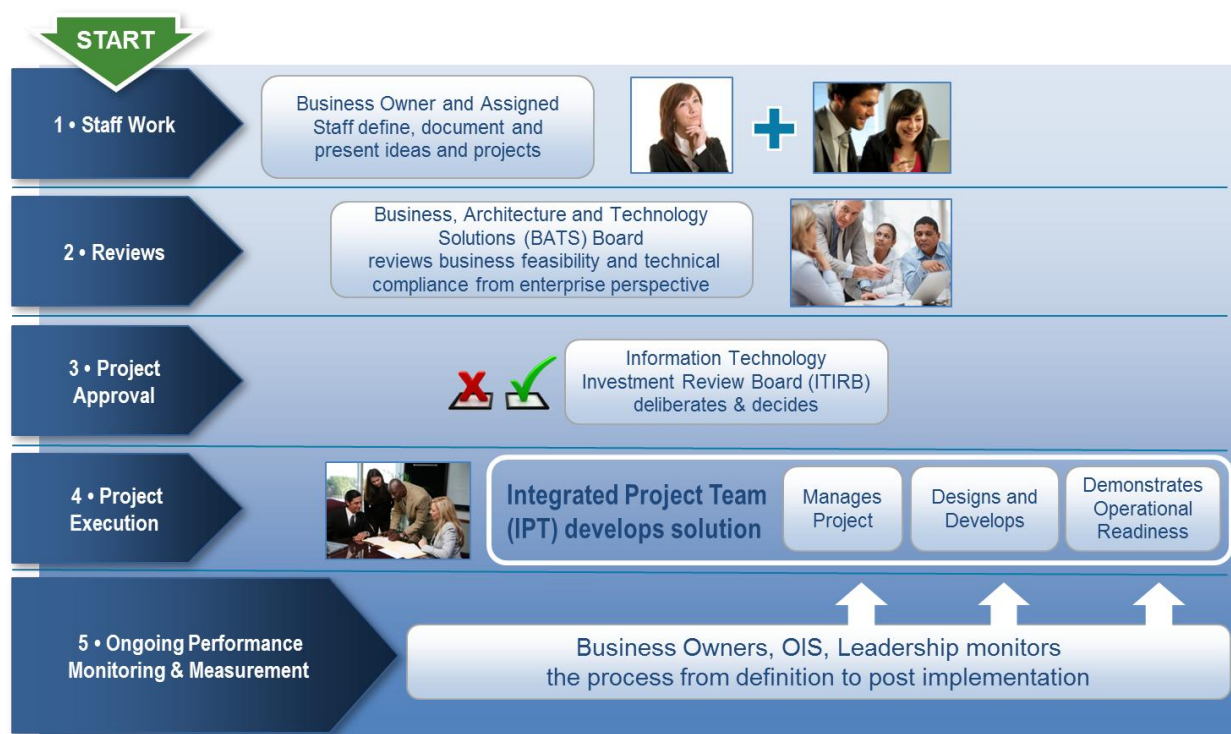 START
1 • Staff Work
Business Owner and Assigned
Staff define, document and
present ideas and projects
2 • Reviews
Business, Architecture and Technology
Solutions (BATS) Board
reviews business feasibility and technical
compliance from enterprise perspective
3 • Project
Approval
Information Technology
Investment Review Board (ITIRB)
deliberates & decides
4 • Project
Execution
Integrated Project Team
(IPT) develops solution
Manages
Project
Designs and
Develops
Demonstrates
Operational
Readiness
5 • Ongoing Performance
Monitoring & Measurement
Business Owners, OIS, Leadership monitors
the process from definition to post implementation